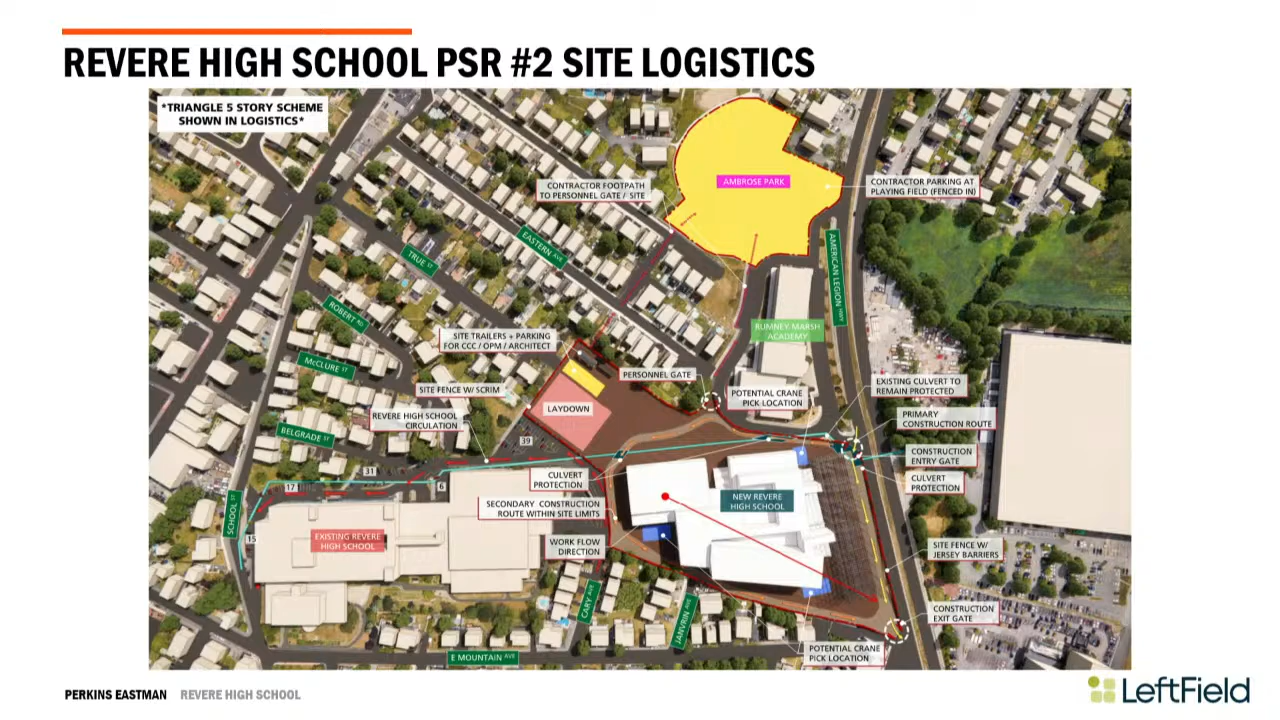 REVERE HIGH SCHOOL PSR #2 SITE LOGISTICS
*TRIANGLE 5 STORY SCHEME
SHOWN IN LOGISTICS*
AMBROSE PARK
CONTRACTOR FOOTPATH
TO PERSONNEL GATE / SITE
CONTRACTOR PARKING AT
PLAYING FIELD (FENCED IN)
EASTERN AVE
TRUE ST
AMERICAN LEGION HWY
ROBERT RD
RUMNEY MARSH
ACADEMY
SITE TRAILERS + PARKING
FOR CCC / OPM / ARCHITECT
McCLURE ST
PERSONNEL GATE
SITE FENCE W/ SCRIM
EXISTING CULVERT TO
REMAIN PROTECTED
POTENTIAL CRANE
PICK LOCATION
LAYDOWN
REVERE HIGH SCHOOL
CIRCULATION
PRIMARY
CONSTRUCTION ROUTE
BELGRADE ST
39
CONSTRUCTION
ENTRY GATE
31
CULVERT
PROTECTION
CULVERT
PROTECTION
17
6
NEW REVERE
HIGH SCHOOL
SECONDARY CONSTRUCTION
ROUTE WITHIN SITE LIMITS
SCHOOL ST
15
EXISTING REVERE
HIGH SCHOOL
WORK FLOW
DIRECTION
SITE FENCE W/
JERSEY BARRIERS
CARY AVE
JANVRIN AVE
CONSTRUCTION
EXIT GATE
E MOUNTAIN AVE
POTENTIAL CRANE
PICK LOCATION
PERKINS EASTMAN REVERE HIGH SCHOOL
LeftField